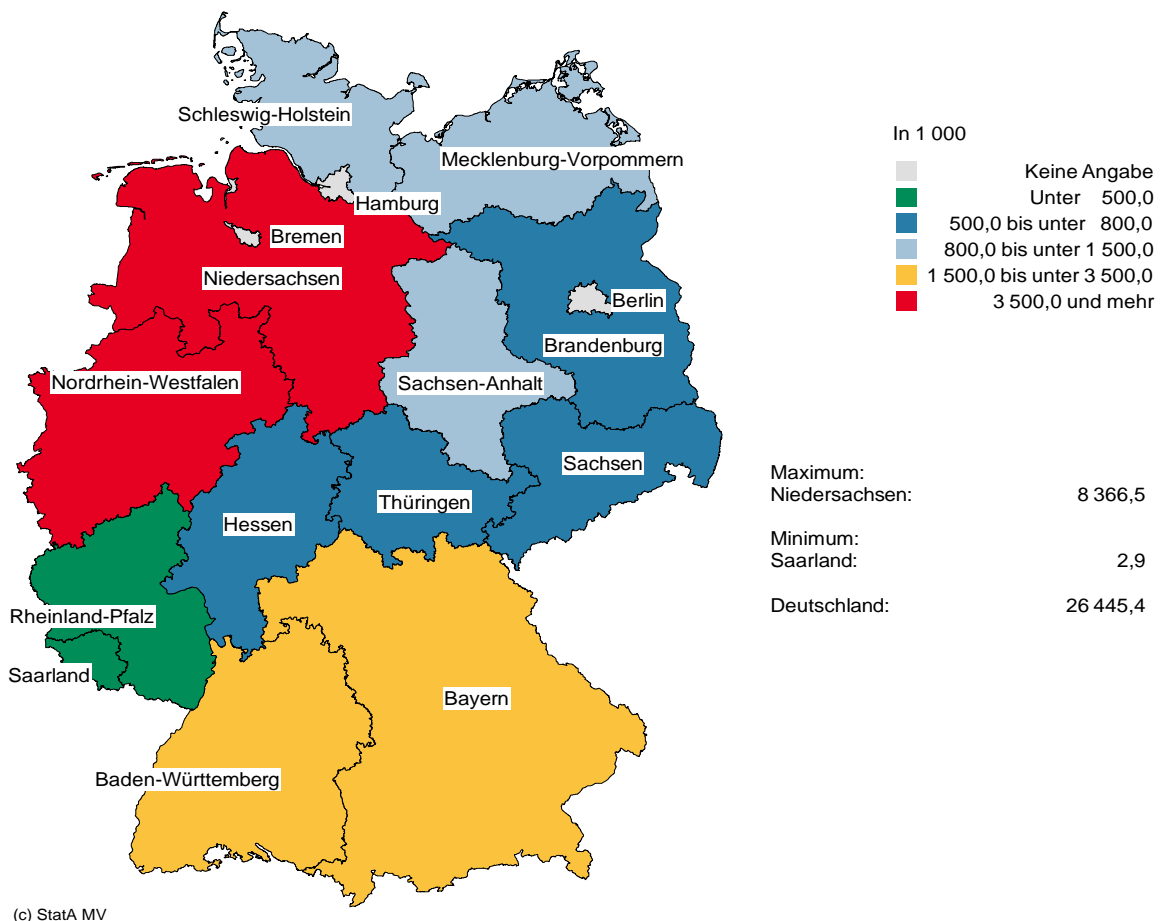 Schleswig-Holstein
Mecklenburg-Vorpommern
Hamburg
Bremen
Niedersachsen
Berlin
Brandenburg
Nordrhein-Westfalen
Sachsen-Anhalt
Sachsen
Thüringen
Hessen
Rheinland-Pfalz
Saarland
Bayern
Baden-Württemberg
In 1 000
Keine Angabe
Unter 500,0
500,0 bis unter 800,0
800,0 bis unter 1 500,0
1 500,0 bis unter 3 500,0
3 500,0 und mehr
Maximum:
Niedersachsen: 8 366,5
Minimum:
Saarland: 2,9
Deutschland: 26 445,4
(c) StatA MV